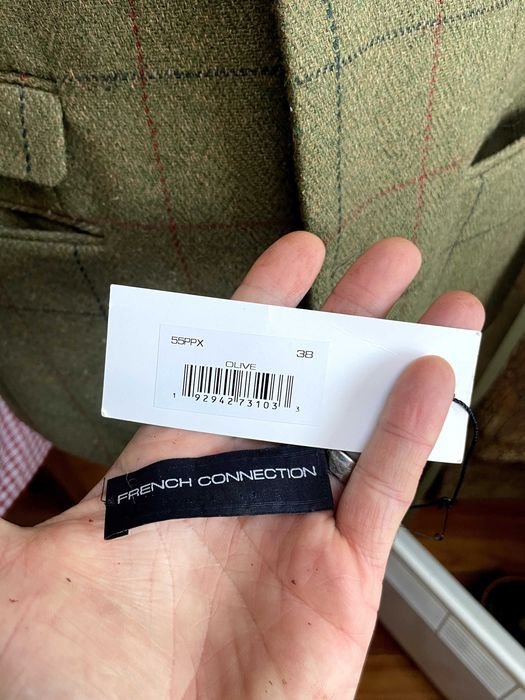 55PPX
38
OLIVE
1 92942 73103 3
FRENCH CONNECTION